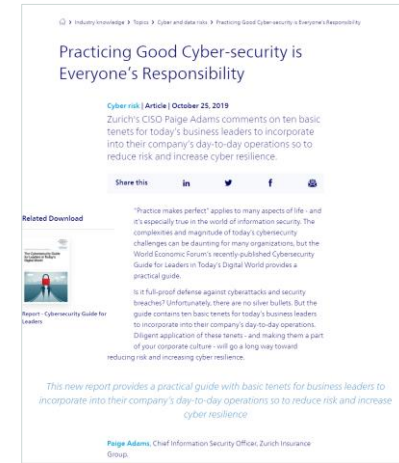 Industry knowledge > Topics > Cyber and data risks > Practicing Good Cyber-security is Everyone's Responsibility
Practicing Good Cyber-security is
Everyone's Responsibility
Cyber risk | Article | October 25, 2019
Zurich's CISO Paige Adams comments on ten basic
tenets for today's business leaders to incorporate
into their company's day-to-day operations so to
reduce risk and increase cyber resilience.
Share this
"Practice makes perfect" applies to many aspects of life - and
it's especially true in the world of information security. The
complexities and magnitude of today's cybersecurity
challenges can be daunting for many organizations, but the
World Economic Forum's recently-published Cybersecurity
Guide for Leaders in Today's Digital World provides a
practical guide.
Is it full-proof defense against cyberattacks and security
breaches? Unfortunately, there are no silver bullets. But the
guide contains ten basic tenets for today's business leaders
to incorporate into their company's day-to-day operations.
Diligent application of these tenets - and making them a part
of your corporate culture - will go a long way toward
reducing risk and increasing cyber resilience.
Related Download
Report - Cybersecurity Guide for
Leaders
This new report provides a practical guide with basic tenets for business leaders to
incorporate into their company's day-to-day operations so to reduce risk and increase
cyber resilience
Paige Adams, Chief Information Security Officer, Zurich Insurance
Group.